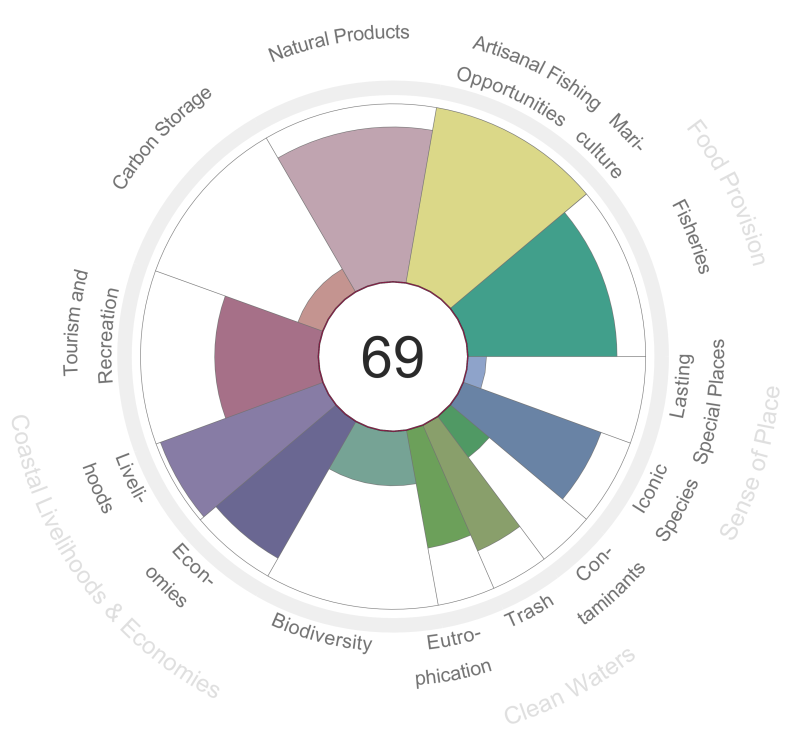 Natural Products
Artisanal Fishing
Opportunities
Mari-
culture
Carbon Storage
Food Provision
Fisheries
Tourism and
Recreation
69
Lasting
Special Places
Iconic
Species
Sense of Place
Liveli-
hoods
Coastal Livelihoods & Economies
Econ-
omies
Con-
taminants
Trash
Biodiversity
Eutro-
phication
Clean Waters